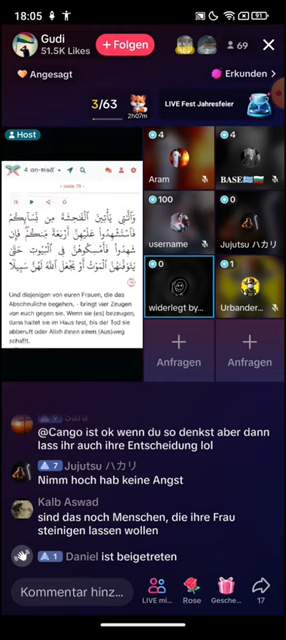 18:05
91
Gudi
51.5K Likes
+ Folgen
69
Angesagt
Erkunden >
3/63
2h07m
LIVE Fest Jahresfeier
Host
4 an-Nisāʾ
Seite 79
وَٱلَّـٰتِى يَأْتِينَ ٱلْفَـٰحِشَةَ مِن نِّسَآئِكُمْ
فَٱسْتَشْهِدُوا۟ عَلَيْهِنَّ أَرْبَعَةً مِّنكُمْ ۖ فَإِن
شَهِدُوا۟ فَأَمْسِكُوهُنَّ فِى ٱلْبُيُوتِ حَتَّىٰ
يَتَوَفَّىٰهُنَّ ٱلْمَوْتُ أَوْ يَجْعَلَ ٱللَّهُ لَهُنَّ سَبِيلًا
Und diejenigen von euren Frauen, die das
Abscheuliche begehen, - bringt vier Zeugen
von euch gegen sie. Wenn sie (es) bezeugen,
dann haltet sie im Haus fest, bis der Tod sie
abberuft oder Allah ihnen einen (Aus)weg
schafft.
4
Aram
4
BASE
100
username
0
Jujutsu ハカリ
0
widerlegt by...
1
Urbander...
Anfragen
Anfragen
Sara
@Cango ist ok wenn du so denkst aber dann
lass ihr auch ihre Entscheidung lol
7 Jujutsu ハカリ
Nimm hoch hab keine Angst
Kalb Aswad
sind das noch Menschen, die ihre Frau
steinigen lassen wollen
1 Daniel ist beigetreten
Kommentar hinz...
LIVE mi...
Rose
Gesche...
17